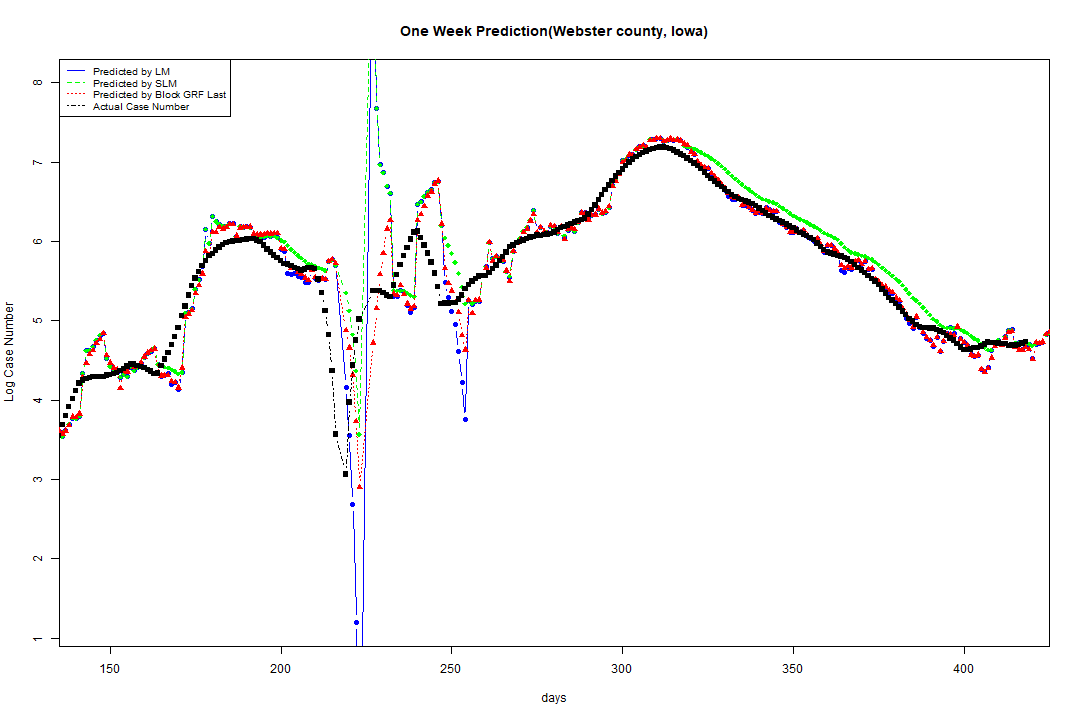 One Week Prediction(Webster county, Iowa)
Predicted by LM
Predicted by SLM
Predicted by Block GRF Last
Actual Case Number
Log Case Number
8
7
6
5
4
3
2
1
150 200 250 300 350 400
days